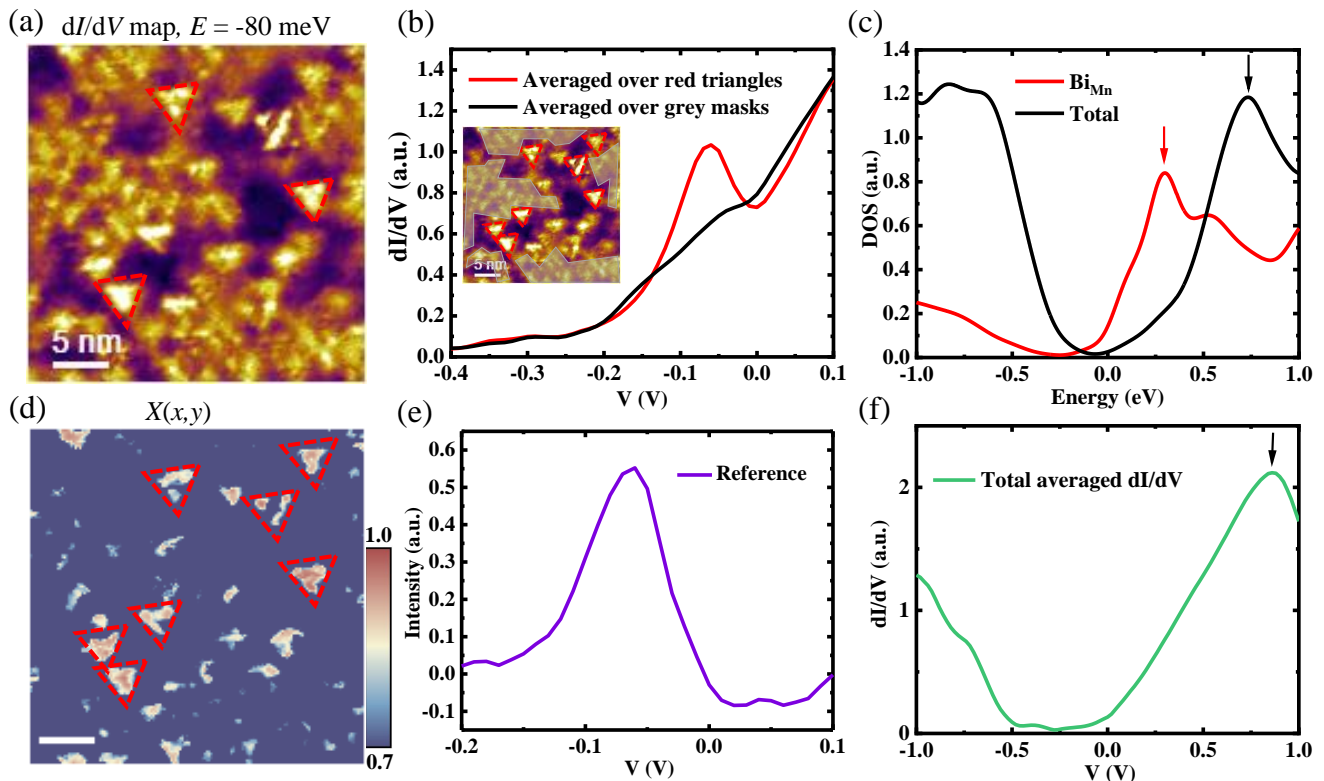 (a)
dI/dV map, E = -80 meV
5 nm
(b)
1.4
1.2
1.0
0.8
0.6
0.4
0.2
0.0
dI/dV (a.u.)
Averaged over red triangles
Averaged over grey masks
5 nm
-0.4
-0.3
-0.2
-0.1
0.0
0.1
V (V)
(c)
1.4
1.2
1.0
0.8
0.6
0.4
0.2
0.0
DOS (a.u.)
BiMn
Total
-1.0
-0.5
0.0
0.5
1.0
Energy (eV)
(d)
X(x,y)
1.0
0.7
(e)
0.6
0.5
0.4
0.3
0.2
0.1
0.0
-0.1
Intensity (a.u.)
Reference
-0.2
-0.1
0.0
0.1
V (V)
(f)
2
1
0
dI/dV (a.u.)
Total averaged dI/dV
-1.0
-0.5
0.0
0.5
1.0
V (V)